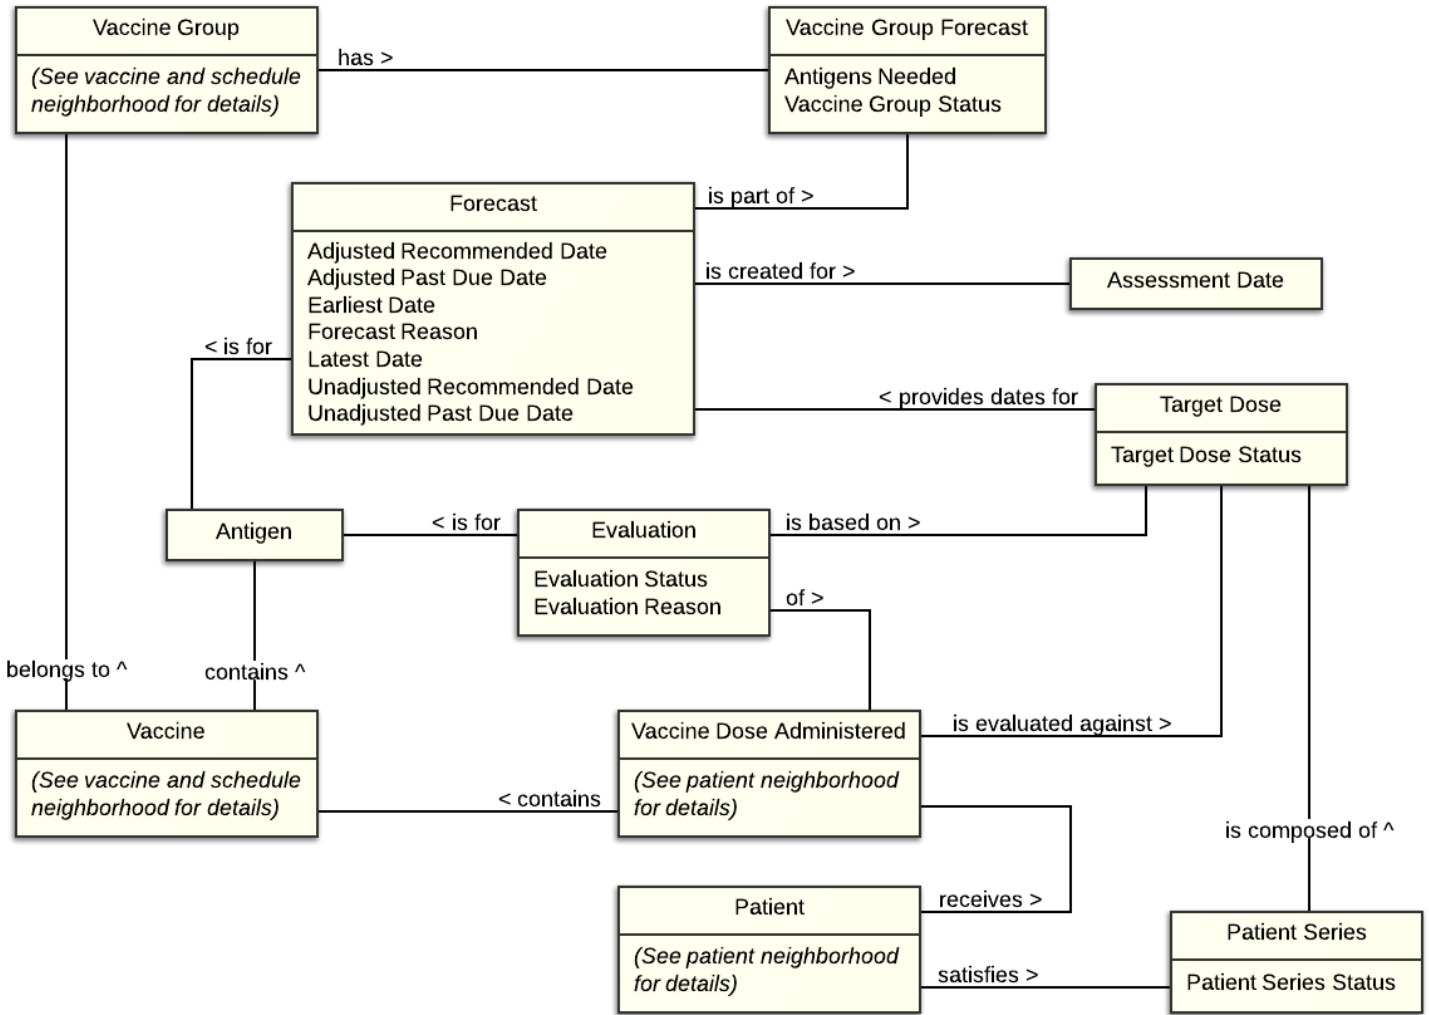 Vaccine Group
(See vaccine and schedule
neighborhood for details)
has >
Vaccine Group Forecast
Antigens Needed
Vaccine Group Status
is part of >
Forecast
Adjusted Recommended Date
Adjusted Past Due Date
Earliest Date
Forecast Reason
Latest Date
Unadjusted Recommended Date
Unadjusted Past Due Date
is created for >
Assessment Date
< is for
< provides dates for
Target Dose
Target Dose Status
Antigen
< is for
Evaluation
Evaluation Status
Evaluation Reason
is based on >
of >
belongs to ^
contains ^
Vaccine
(See vaccine and schedule
neighborhood for details)
< contains
Vaccine Dose Administered
(See patient neighborhood
for details)
is evaluated against >
is composed of ^
Patient
(See patient neighborhood
for details)
receives >
satisfies >
Patient Series
Patient Series Status